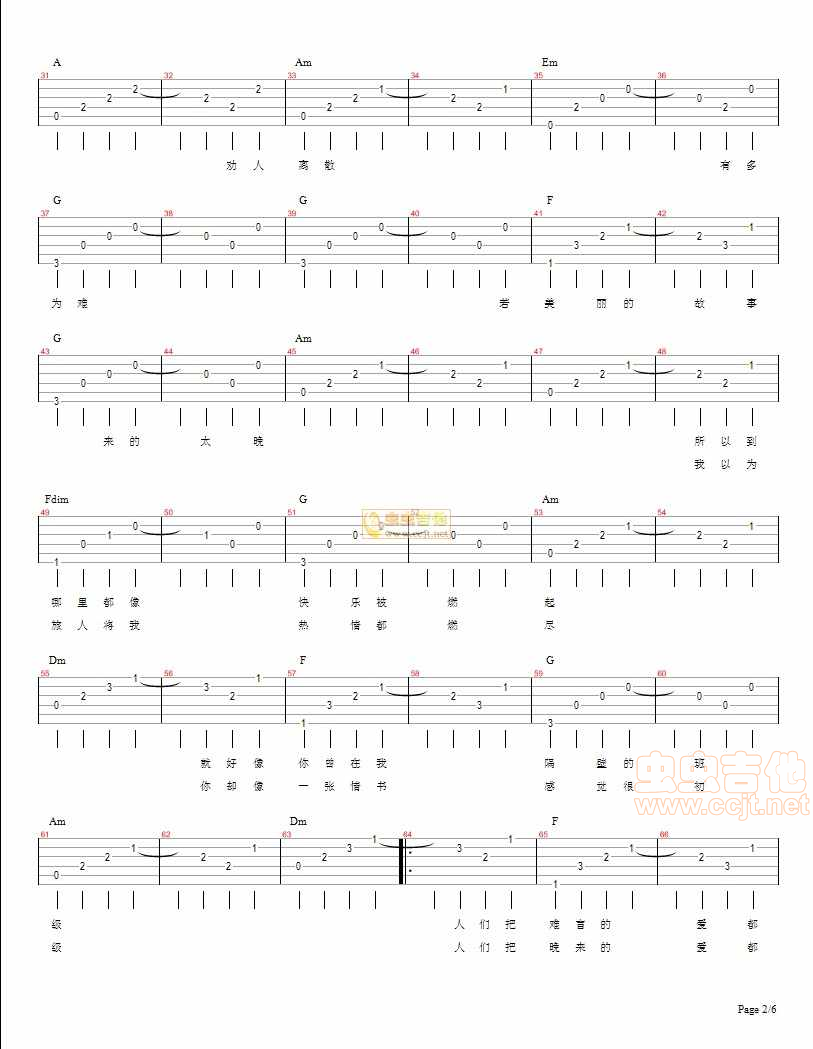 A Am Em
31 32 33 34 35 36
0 2 2 2 2 2 2 0 2 2 1 2 2 1 0 2 0 0 0 2 0
劝 人 离 散 有 多
G G F
37 38 39 40 41 42
3 0 0 0 0 0 0 3 0 0 0 0 0 0 1 3 2 1 2 3 1
为 难 若 美 丽 的 故 事
G Am
43 44 45 46 47 48
3 0 0 0 0 0 0 0 2 2 1 2 2 1 0 2 2 1 2 2 1
来 的 太 晚 所 以 到
我 以 为
Fdim G Am
49 50 51 52 53 54
1 0 1 0 1 0 0 3 0 0 0 0 0 0 2 2 1 2 2 1
虫虫吉他
www.ccjt.net
哪 里 都 像 快 乐 被 燃 起
旅 人 将 我 热 情 都 燃 尽
Dm F G
55 56 57 58 59 60
0 2 3 1 3 2 1 1 3 2 1 2 3 1 3 0 0 0 0 0 0
就 好 像 你 曾 在 我 隔 壁 的 班
你 却 像 一 张 情 书 感 觉 很 初
虫虫吉他
www.ccjt.net
Am Dm F
61 62 63 64 65 66
0 2 2 1 2 2 1 0 2 3 1 3 2 1 1 3 2 1 2 3 1
级 人 们 把 难 言 的 爱 都
级 人 们 把 晚 来 的 爱 都
Page 2/6